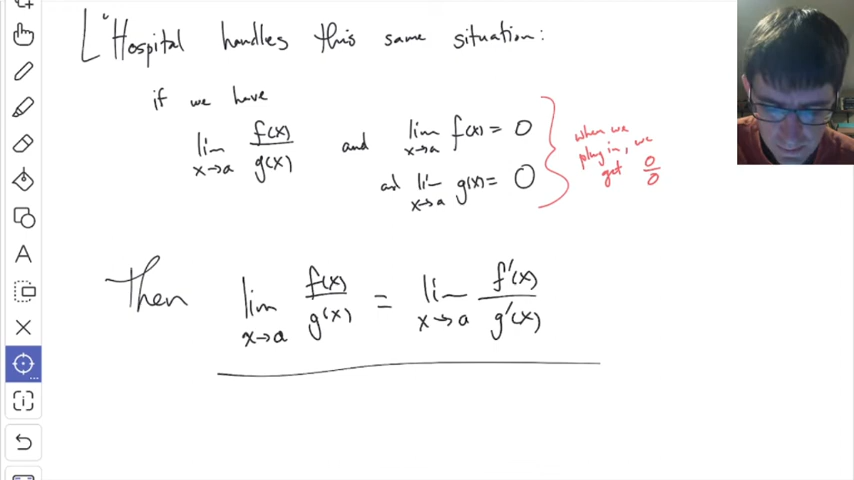 L'Hospital handles this same situation:
if we have
lim x→a f(x)/g(x) and lim x→a f(x) = 0
and lim x→a g(x) = 0
when we
plug in, we
get 0/0
Then lim x→a f(x)/g(x) = lim x→a f'(x)/g'(x)